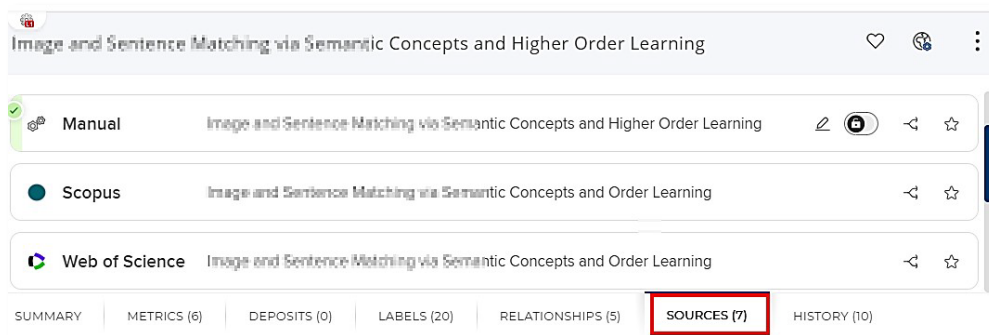 Image and Sentence Matching via Semantic Concepts and Higher Order Learning
Manual Image and Sentence Matching via Semantic Concepts and Higher Order Learning
Scopus Image and Sentence Matching via Semantic Concepts and Order Learning
Web of Science Image and Sentence Matching via Semantic Concepts and Order Learning
SUMMARY METRICS (6) DEPOSITS (0) LABELS (20) RELATIONSHIPS (5) SOURCES (7) HISTORY (10)